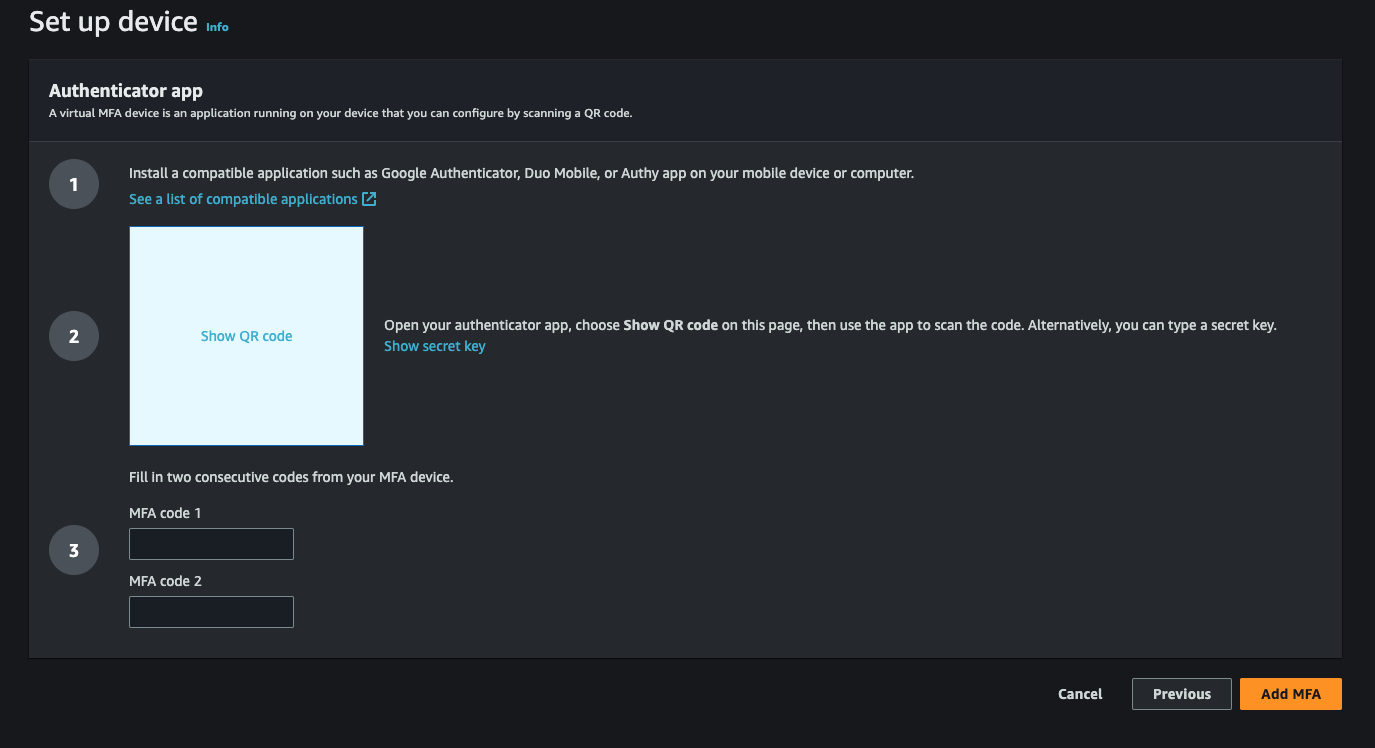 Set up device Info
Authenticator app
A virtual MFA device is an application running on your device that you can configure by scanning a QR code.
1
Install a compatible application such as Google Authenticator, Duo Mobile, or Authy app on your mobile device or computer.
See a list of compatible applications
2
Show QR code
Open your authenticator app, choose Show QR code on this page, then use the app to scan the code. Alternatively, you can type a secret key.
Show secret key
3
Fill in two consecutive codes from your MFA device.
MFA code 1
MFA code 2
Cancel Previous Add MFA